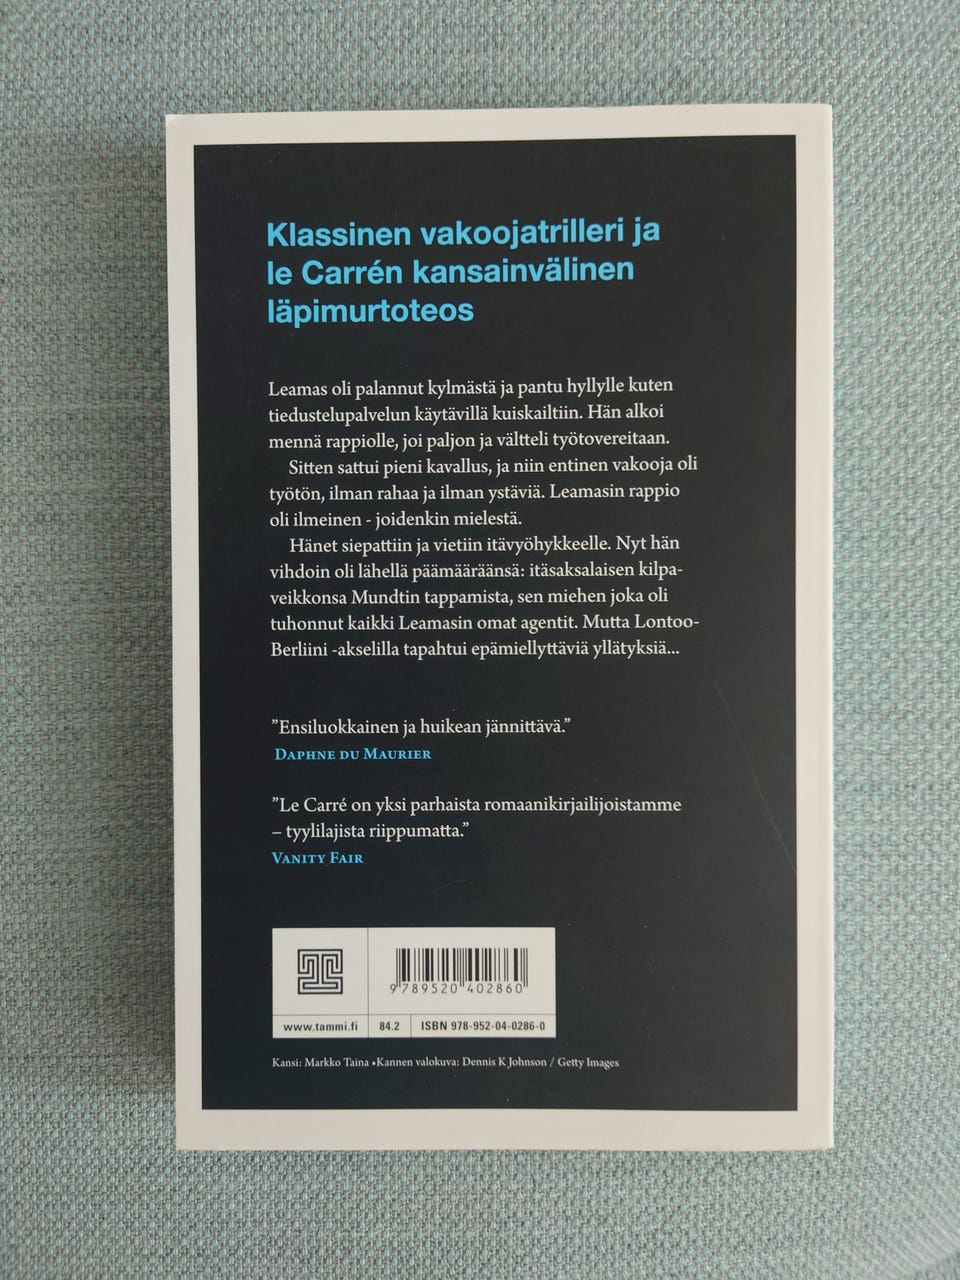 Klassinen vakoojatrilleri ja
le Carrén kansainvälinen
läpimurtoteos
Leamas oli palannut kylmästä ja pantu hyllylle kuten
tiedustelupalvelun käytävillä kuiskailtiin. Hän alkoi
mennä rappiolle, joi paljon ja vältteli työtovereitaan.
Sitten sattui pieni kavallus, ja niin entinen vakooja oli
työtön, ilman rahaa ja ilman ystäviä. Leamasin rappio
oli ilmeinen - joidenkin mielestä.
Hänet siepattiin ja vietiin itävyöhykkeelle. Nyt hän
vihdoin oli lähellä päämääräänsä: itäsaksalaisen kilpa-
veikkonsa Mundtin tappamista, sen miehen joka oli
tuhonnut kaikki Leamasin omat agentit. Mutta Lontoo-
Berliini -akselilla tapahtui epämiellyttäviä yllätyksiä...
”Ensiluokkainen ja huikean jännittävä.”
Daphne du Maurier
”Le Carré on yksi parhaista romaanikirjailijoistamme
– tyylilajista riippumatta.”
Vanity Fair
9 789520 402860
www.tammi.fi 84.2 ISBN 978-952-04-0286-0
Kansi: Markko Taina • Kannen valokuva: Dennis K Johnson / Getty Images